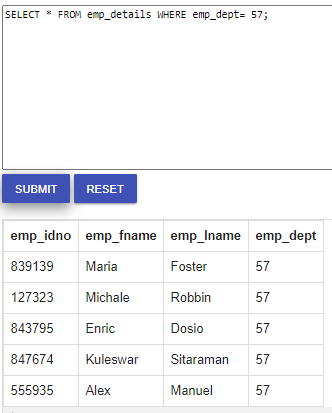 SELECT * FROM emp_details WHERE emp_dept= 57;
SUBMIT RESET
emp_idno emp_fname emp_lname emp_dept
839139 Maria Foster 57
127323 Michale Robbin 57
843795 Enric Dosio 57
847674 Kuleswar Sitaraman 57
555935 Alex Manuel 57